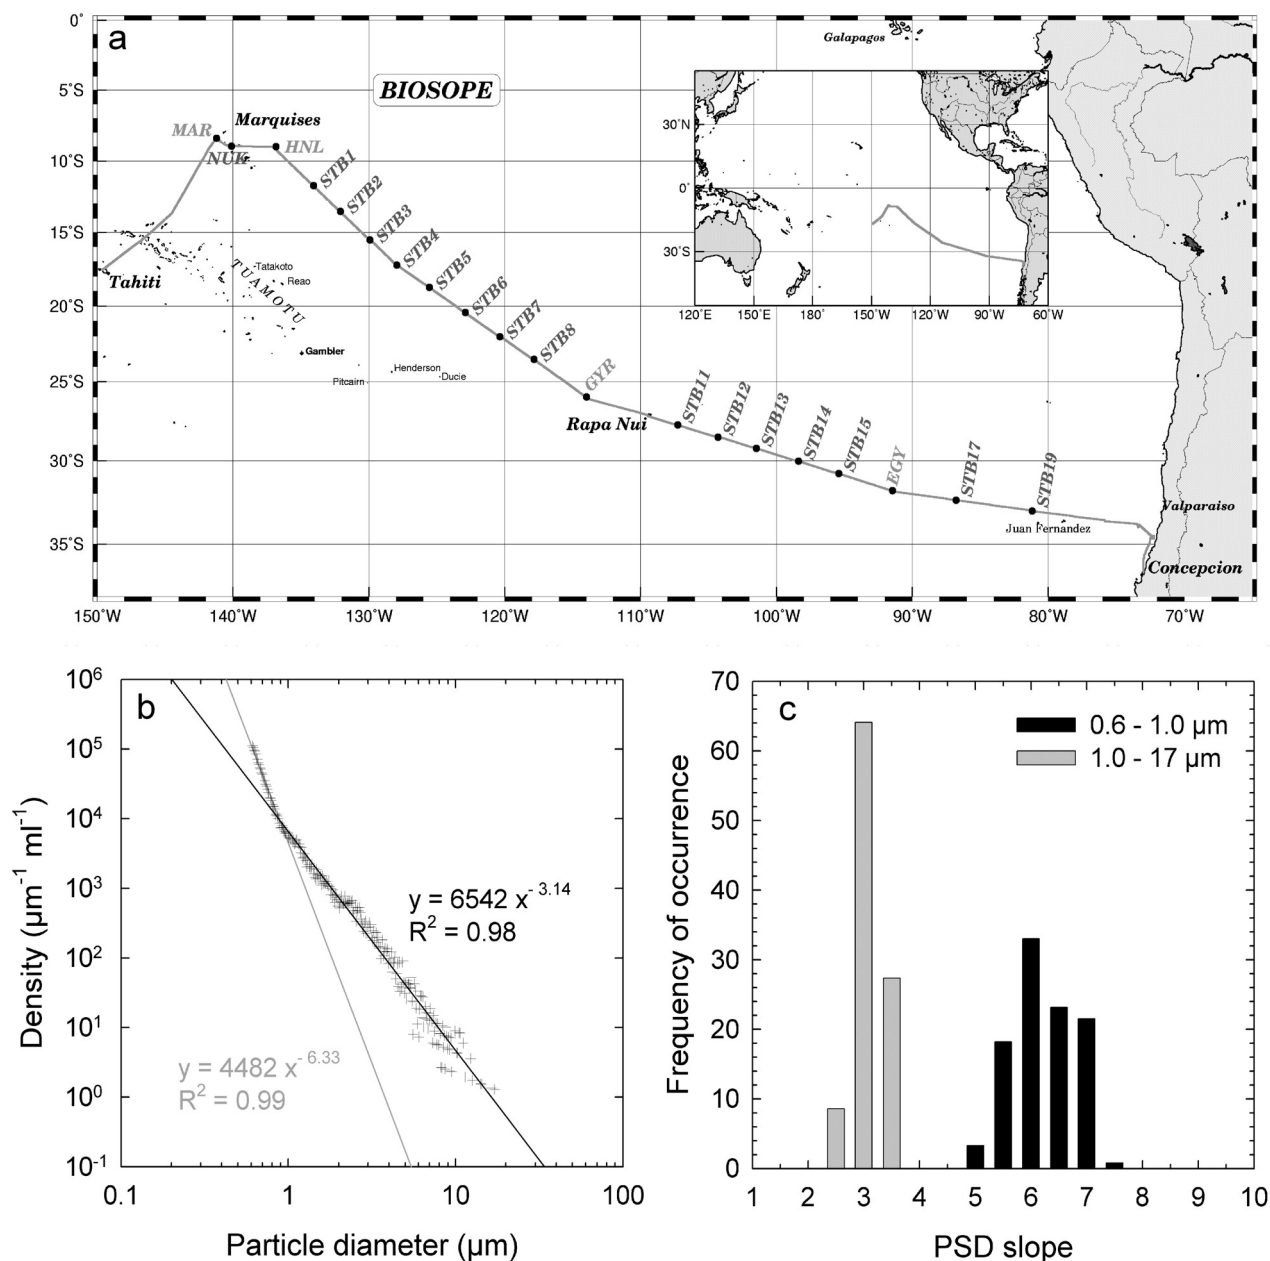 a
BIOSOPE
Galapagos
0°
5°S
10°S
15°S
20°S
25°S
30°S
35°S
MAR
Marquises
NUK
HNL
STB1
STB2
STB3
STB4
STB5
STB6
STB7
STB8
GYR
STB11
STB12
STB13
STB14
STB15
EGY
STB17
STB19
Tahiti
TUAMOTU
Tatakoto
Reao
Gambler
Henderson
Pitcairn
Ducie
Rapa Nui
Juan Fernandez
Valparaiso
Concepcion
30°N
0°
30°S
120°E 150°E 180° 150°W 120°W 90°W 60°W
150°W 140°W 130°W 120°W 110°W 100°W 90°W 80°W 70°W
b
Density (µm-1 ml-1)
10^6
10^5
10^4
10^3
10^2
10^1
10^0
10^-1
y = 6542 x^-3.14
R^2 = 0.98
y = 4482 x^-6.33
R^2 = 0.99
0.1 1 10 100
Particle diameter (µm)
c
Frequency of occurrence
70
60
50
40
30
20
10
0
0.6 - 1.0 µm
1.0 - 17 µm
1 2 3 4 5 6 7 8 9 10
PSD slope